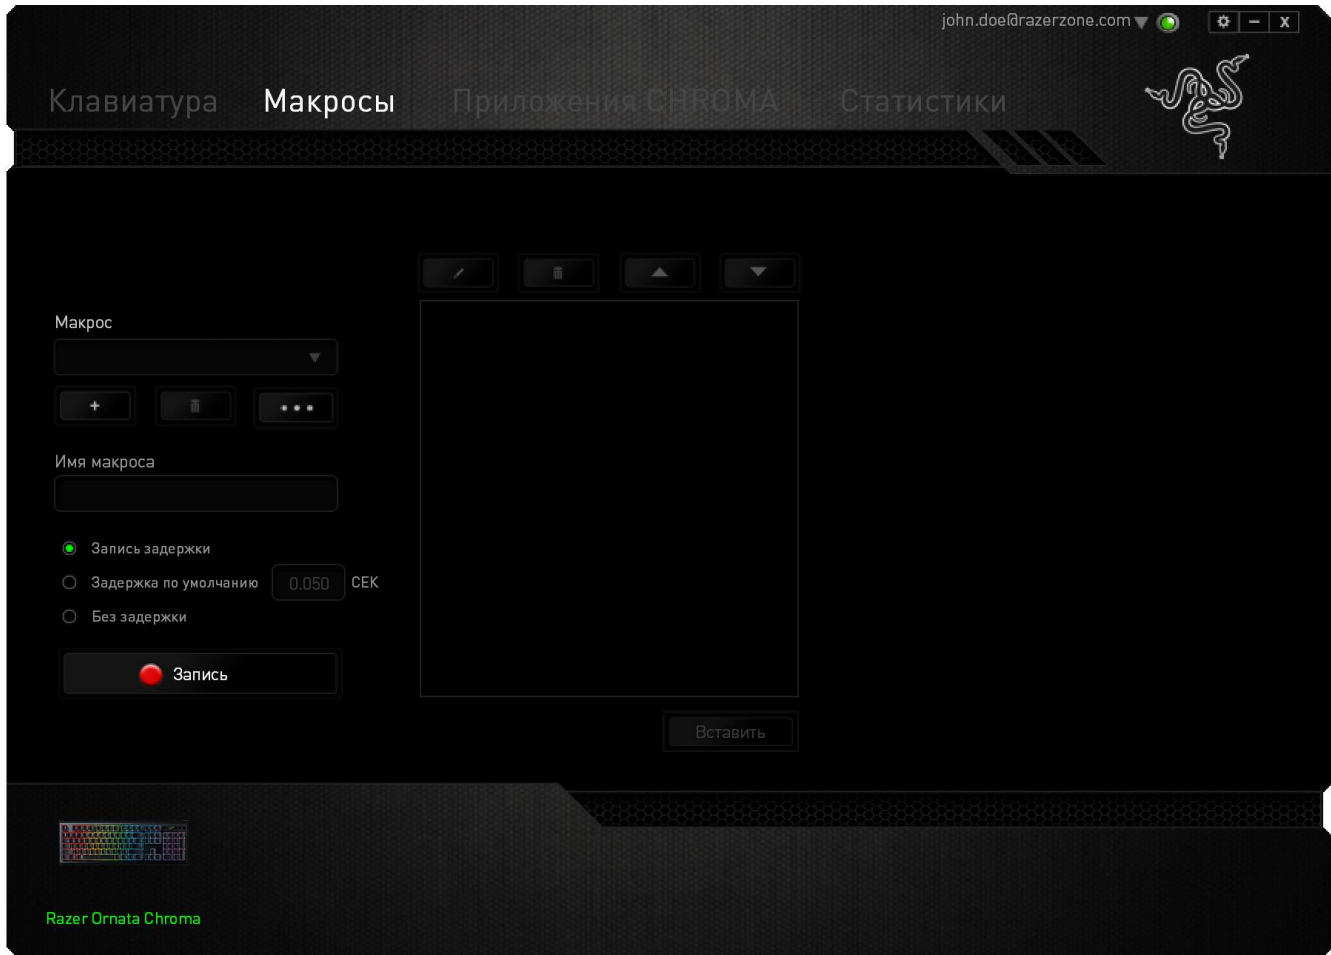 john.doe@razerzone.com
Клавиатура Макросы Приложения CHROMA Статистики
Макрос
Имя макроса
Запись задержки
Задержка по умолчанию 0.050 СЕК
Без задержки
Запись
Вставить
Razer Ornata Chroma